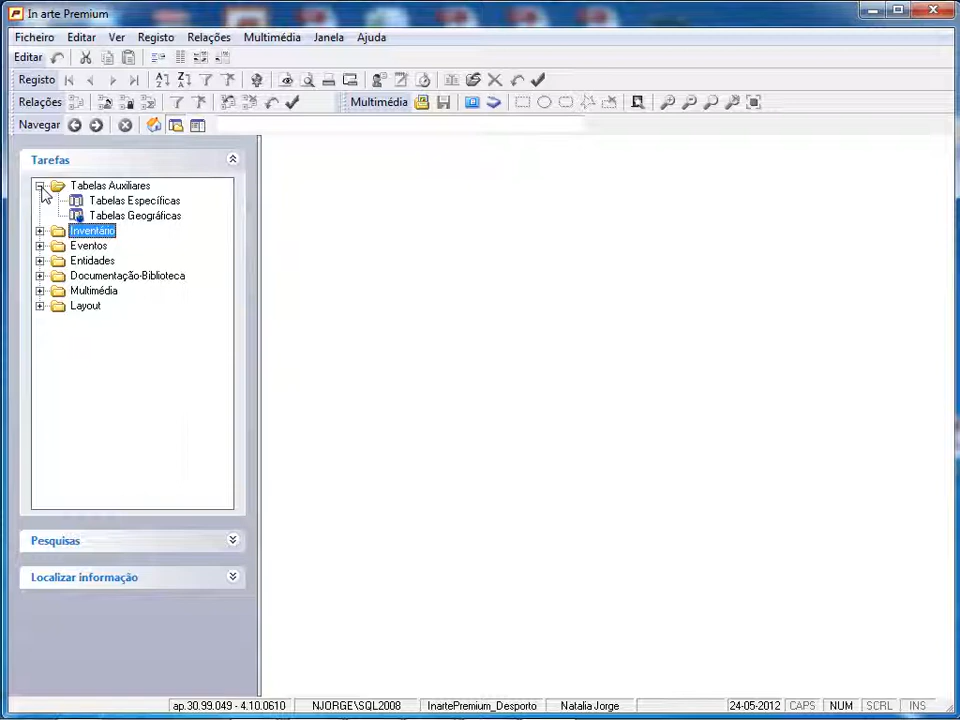 In arte Premium
Ficheiro Editar Ver Registo Relações Multimédia Janela Ajuda
Editar
Registo
Relações Multimédia
Navegar
Tarefas
Tabelas Auxiliares
Tabelas Específicas
Tabelas Geográficas
Inventário
Eventos
Entidades
Documentação-Biblioteca
Multimédia
Layout
Pesquisas
Localizar informação
ap.30.99.049 - 4.10.0610 NJORGE\SQL2008 InartePremium_Desporto Natalia Jorge 24-05-2012 CAPS NUM SCRL INS